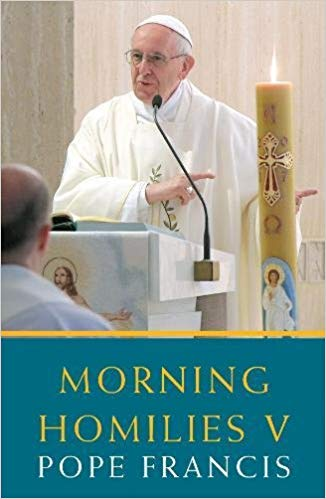 MORNING
HOMILIES V
POPE FRANCIS